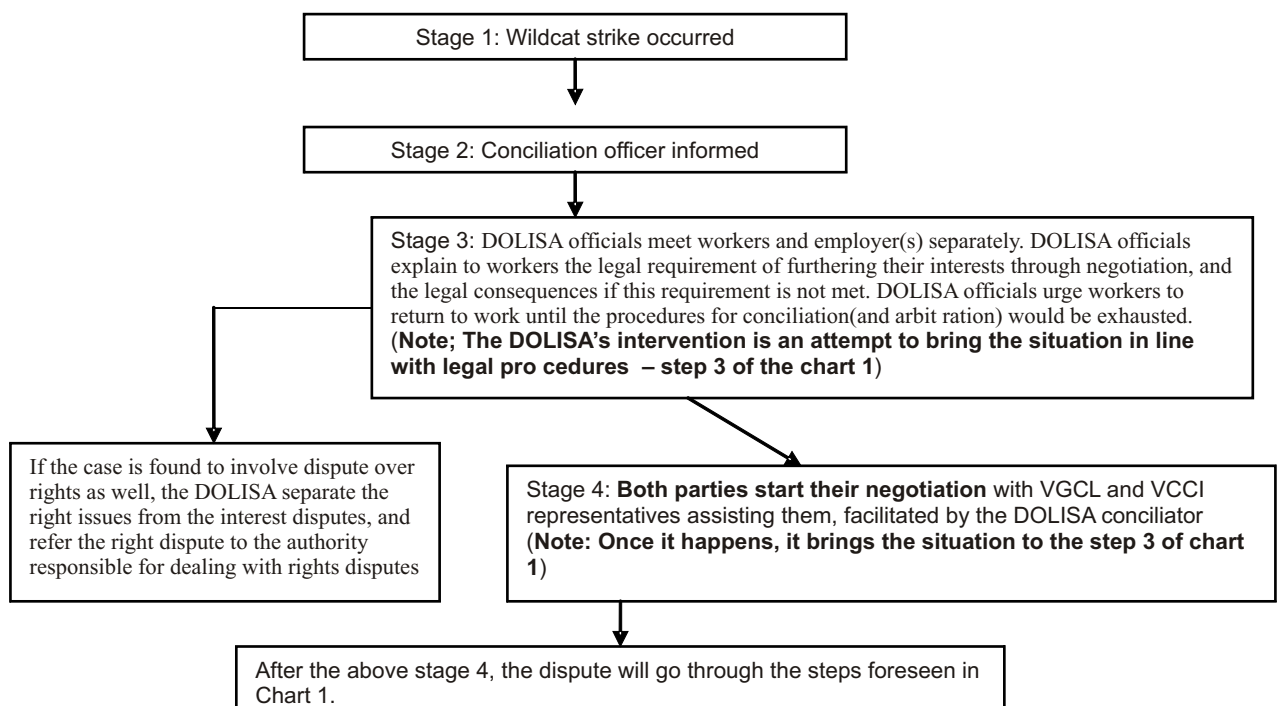 Stage 1: Wildcat strike occurred
Stage 2: Conciliation officer informed
Stage 3: DOLISA officials meet workers and employer(s) separately. DOLISA officials
explain to workers the legal requirement of furthering their interests through negotiation, and
the legal consequences if this requirement is not met. DOLISA officials urge workers to
return to work until the procedures for conciliation(and arbit ration) would be exhausted.
(Note; The DOLISA’s intervention is an attempt to bring the situation in line
with legal pro cedures – step 3 of the chart 1)
If the case is found to involve dispute over
rights as well, the DOLISA separate the
right issues from the interest disputes, and
refer the right dispute to the authority
responsible for dealing with rights disputes
Stage 4: Both parties start their negotiation with VGCL and VCCI
representatives assisting them, facilitated by the DOLISA conciliator
(Note: Once it happens, it brings the situation to the step 3 of chart
1)
After the above stage 4, the dispute will go through the steps foreseen in
Chart 1.